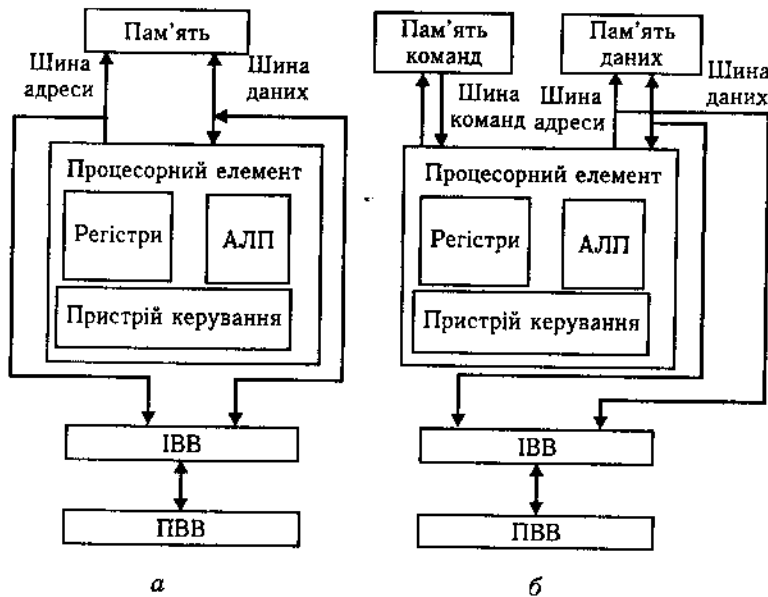 Пам'ять
Шина
адреси
Шина
даних
Процесорний елемент
Регістри
АЛП
Пристрій керування
ІВВ
ПВВ
а
Пам'ять
команд
Пам'ять
даних
Шина
команд
Шина
адреси
Шина
даних
Процесорний елемент
Регістри
АЛП
Пристрій керування
ІВВ
ПВВ
б